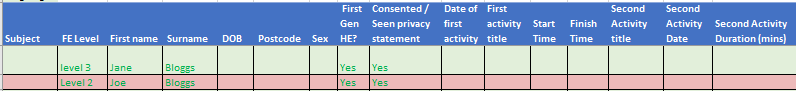 Subject FE Level First name Surname DOB Postcode Sex First Gen HE? Consented / Seen privacy statement Date of first activity First activity title Start Time Finish Time Second Activity title Second Activity Date Second Activity Duration (mins)
level 3 Jane Bloggs Yes Yes
Level 2 Joe Bloggs Yes Yes